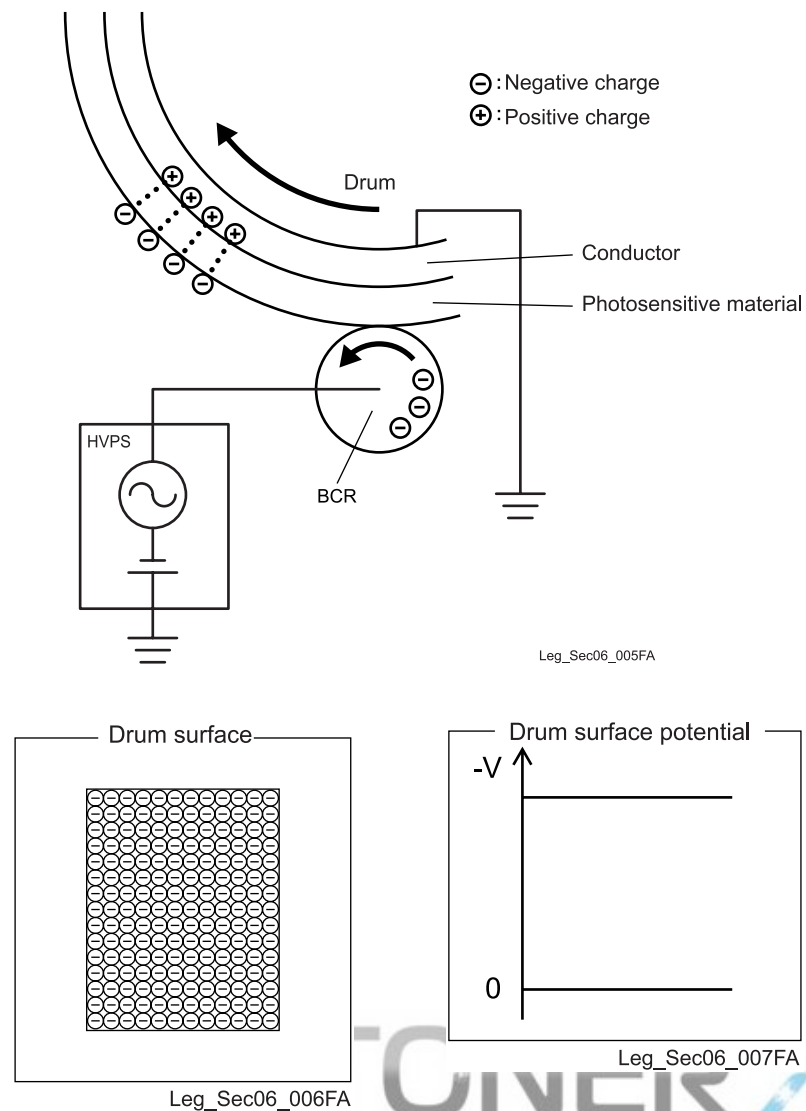 ⊖:Negative charge
⊕:Positive charge
Drum
Conductor
Photosensitive material
HVPS
BCR
Leg_Sec06_005FA
Drum surface
Drum surface potential
-V
0
Leg_Sec06_007FA
Leg_Sec06_006FA
TONER